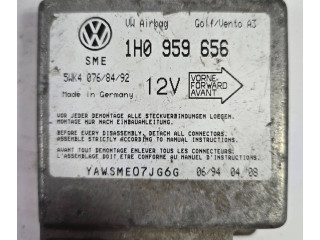 VW Airbag Golf/Vento A3
1H0 959 656
SME
5WK4 076/84/92
12V
VORNE
FORWARD
AVANT
Made in Germany
VOR JEDER DEMONTAGE ALLE STECKVERBINDUNGEN LOESEN.
MONTAGE NUR NACH EINBAUANLEITUNG!
BEFORE EVERY DISASSEMBLY, DETACH ALL CONNECTORS.
ASSEMBLE STRICTLY ACCORDING TO MANUAL INSTRUCTIONS.
AVANT TOUT DEMONTAGE ENLEVER TOUS LES CONNECTEURS!
L'ASSEMBLAGE DOIT ETRE CONFORME AU MANUEL D'INSTRUCTIONS
YAWSME07JG6G 06/94 04 08